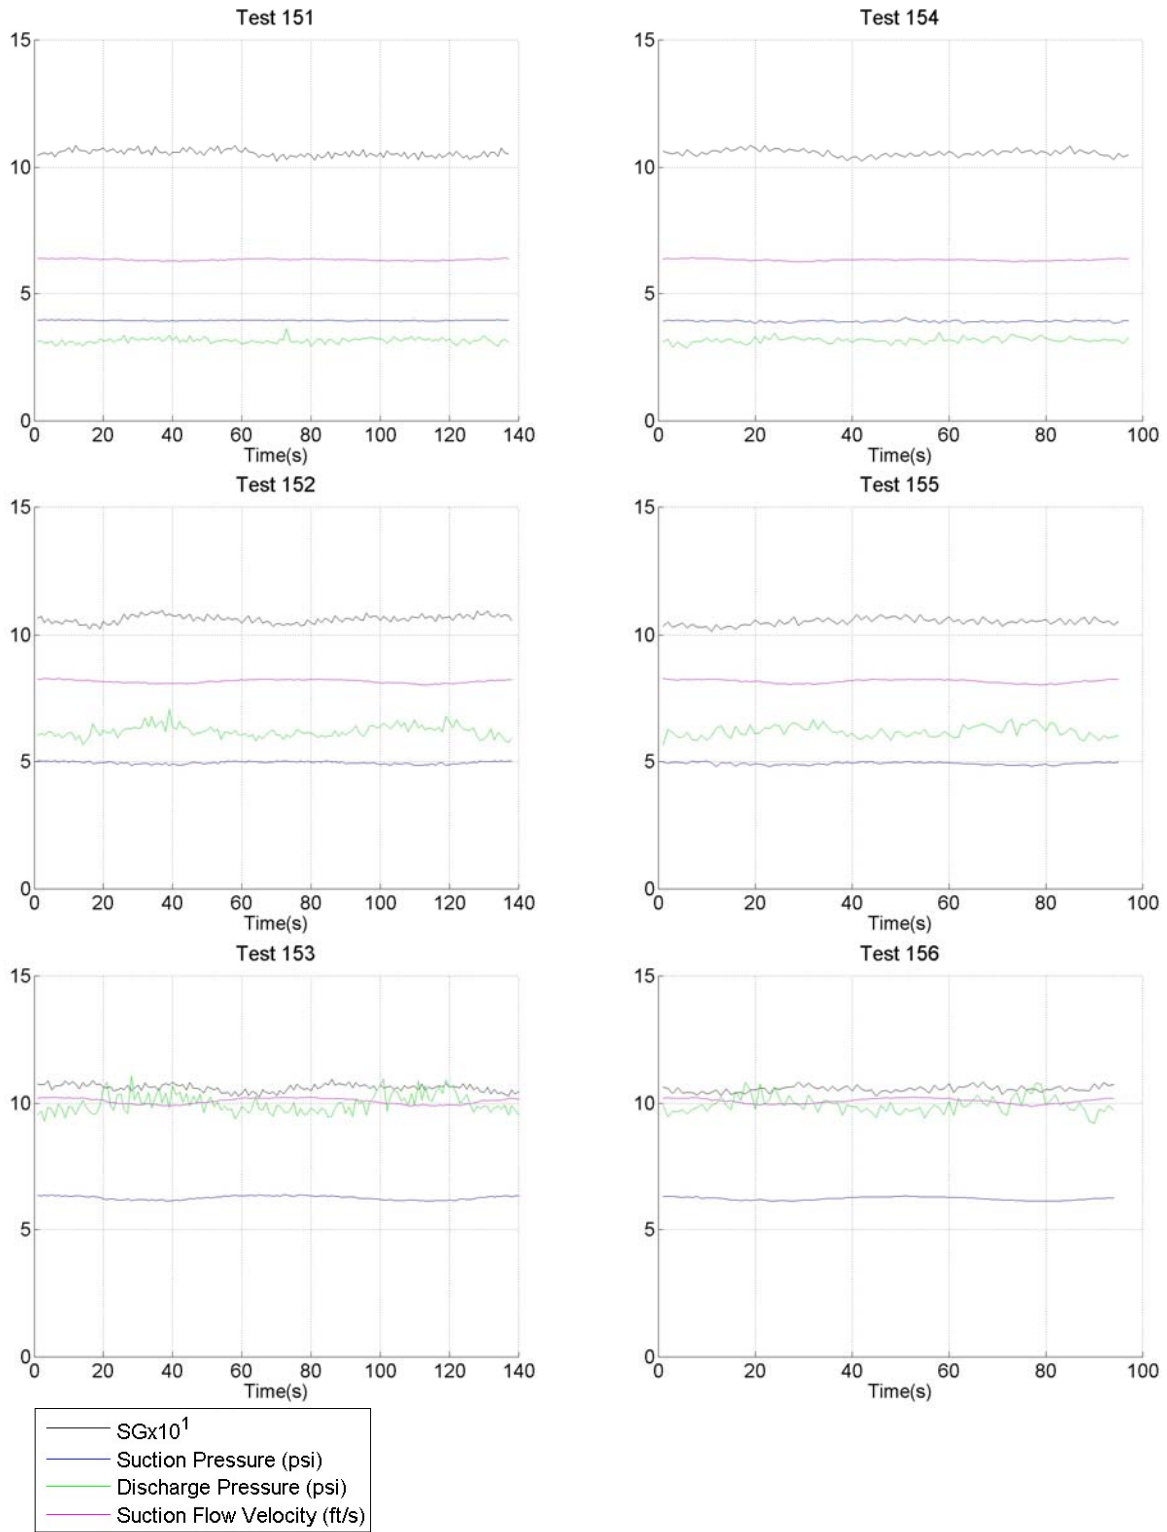 Test 151
15
10
5
0
0 20 40 60 80 100 120 140
Time(s)
Test 154
15
10
5
0
0 20 40 60 80 100
Time(s)
Test 152
15
10
5
0
0 20 40 60 80 100 120 140
Time(s)
Test 155
15
10
5
0
0 20 40 60 80 100
Time(s)
Test 153
15
10
5
0
0 20 40 60 80 100 120 140
Time(s)
Test 156
15
10
5
0
0 20 40 60 80 100
Time(s)
SGx10¹
Suction Pressure (psi)
Discharge Pressure (psi)
Suction Flow Velocity (ft/s)